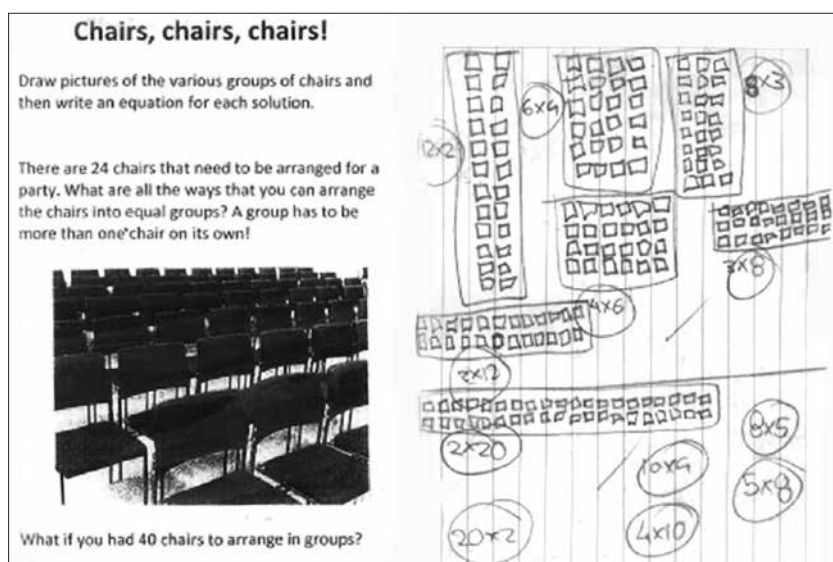 Chairs, chairs, chairs!
Draw pictures of the various groups of chairs and
then write an equation for each solution.
There are 24 chairs that need to be arranged for a
party. What are all the ways that you can arrange
the chairs into equal groups? A group has to be
more than one chair on its own!
What if you had 40 chairs to arrange in groups?
12x2
6x4
8x3
4x6
3x8
2x12
2x20
10x4
8x5
5x8
20x2
4x10